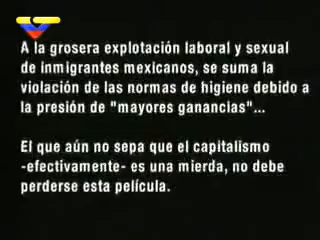 A la grosera explotación laboral y sexual
de inmigrantes mexicanos, se suma la
violación de las normas de higiene debido a
la presión de "mayores ganancias"...
El que aún no sepa que el capitalismo
-efectivamente- es una mierda, no debe
perderse esta película.